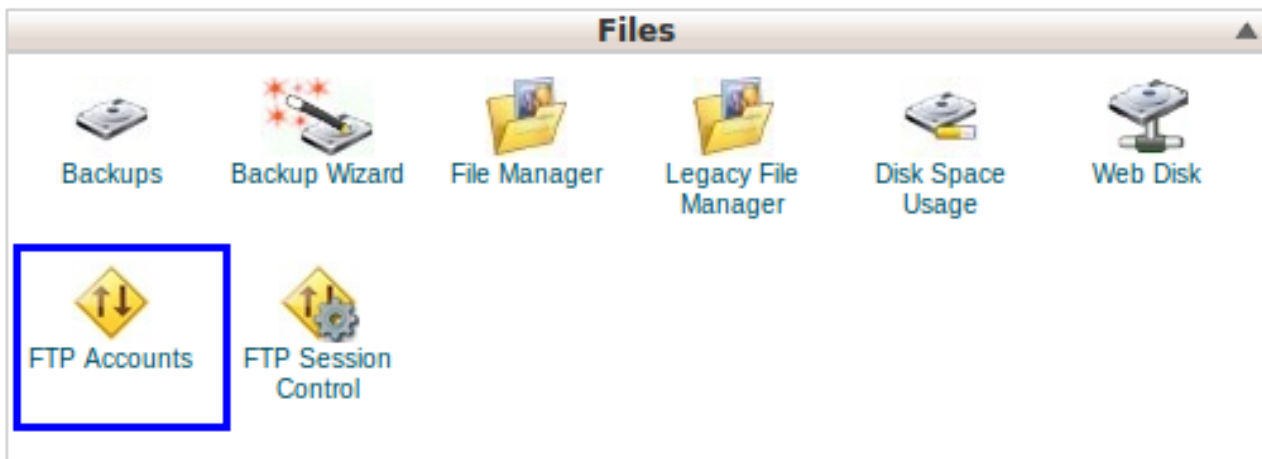 Files
Backups
Backup Wizard
File Manager
Legacy File
Manager
Disk Space
Usage
Web Disk
FTP Accounts
FTP Session
Control